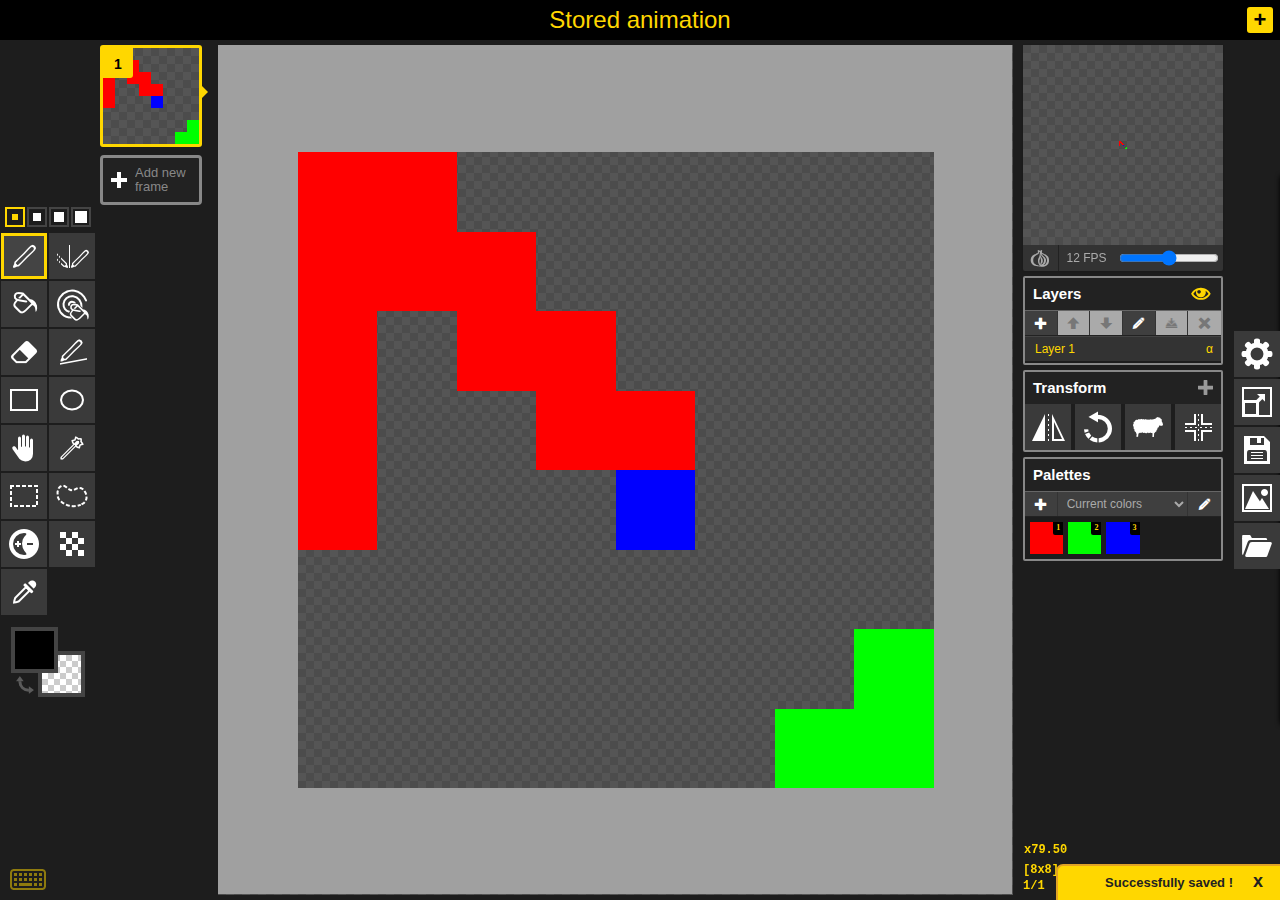 Stored animation
+
1
Add new
frame
12 FPS
Layers
Layer 1
α
Transform
Palettes
Current colors
1
2
3
x79.50
[8x8]
1/1
Successfully saved !
X